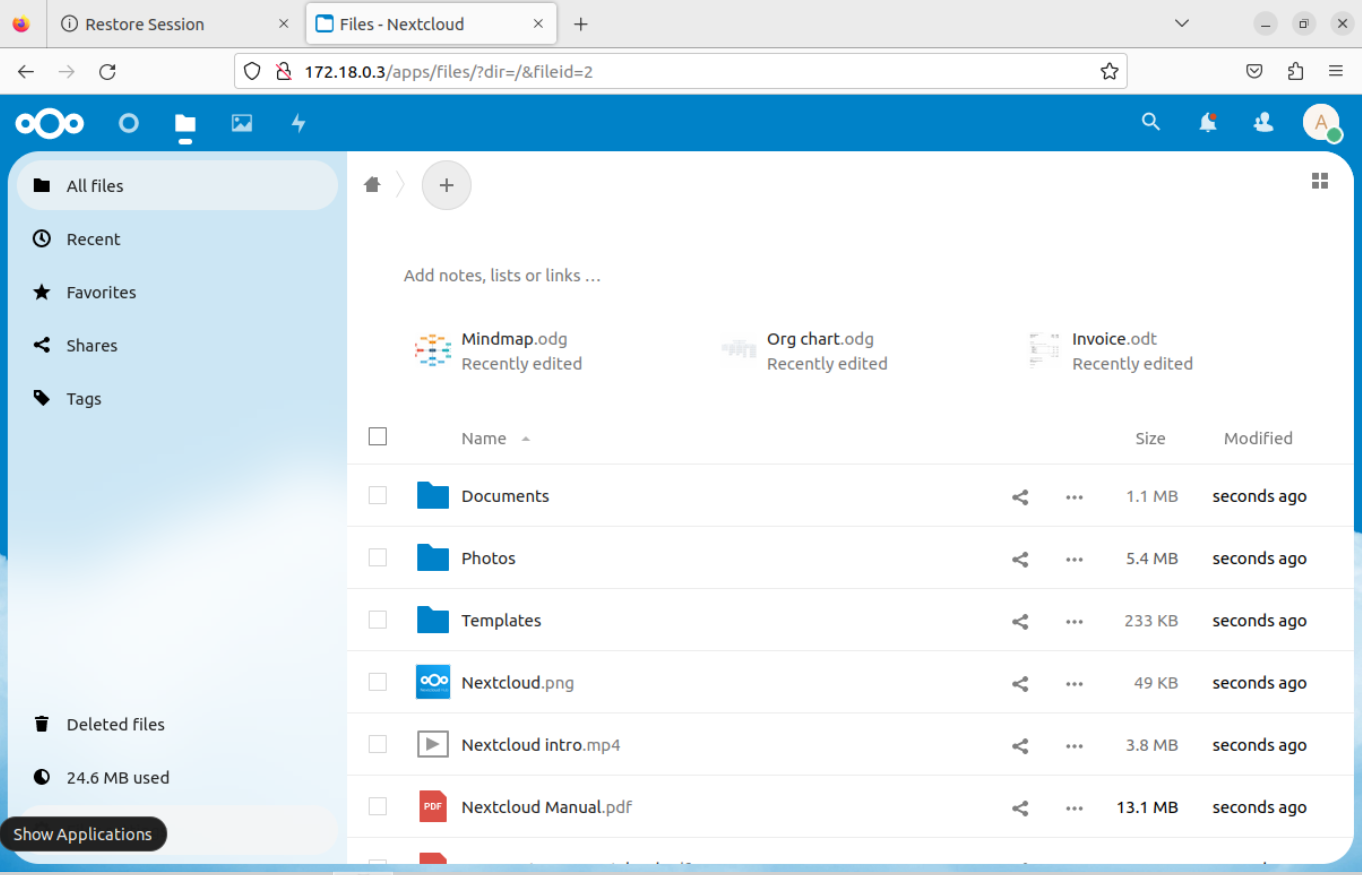 Restore Session
Files - Nextcloud
172.18.0.3/apps/files/?dir=/&fileid=2
A
All files
Recent
Favorites
Shares
Tags
Deleted files
24.6 MB used
Show Applications
Add notes, lists or links …
Mindmap.odg
Recently edited
Org chart.odg
Recently edited
Invoice.odt
Recently edited
Name Size Modified
Documents 1.1 MB seconds ago
Photos 5.4 MB seconds ago
Templates 233 KB seconds ago
Nextcloud.png 49 KB seconds ago
Nextcloud intro.mp4 3.8 MB seconds ago
PDF Nextcloud Manual.pdf 13.1 MB seconds ago